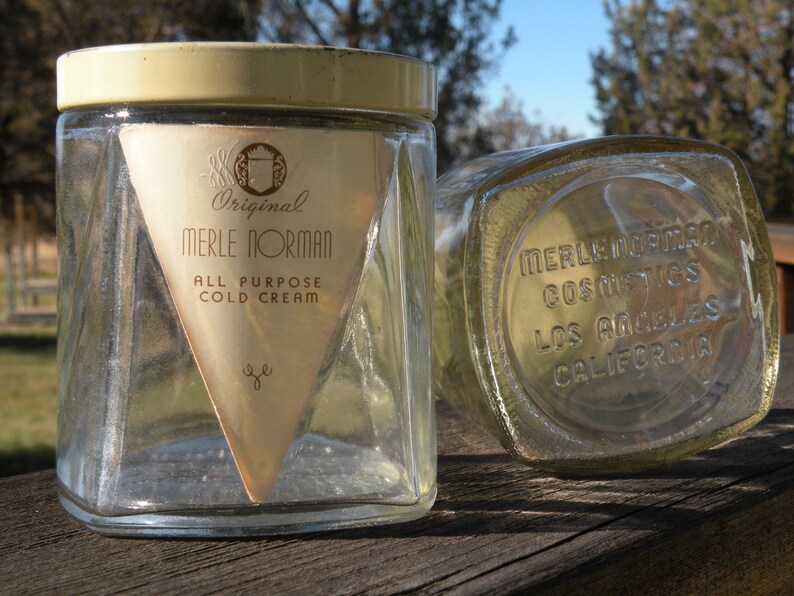 Original
MERLE NORMAN
ALL PURPOSE
COLD CREAM
MERLE NORMAN
COSMETICS
LOS ANGELES
CALIFORNIA